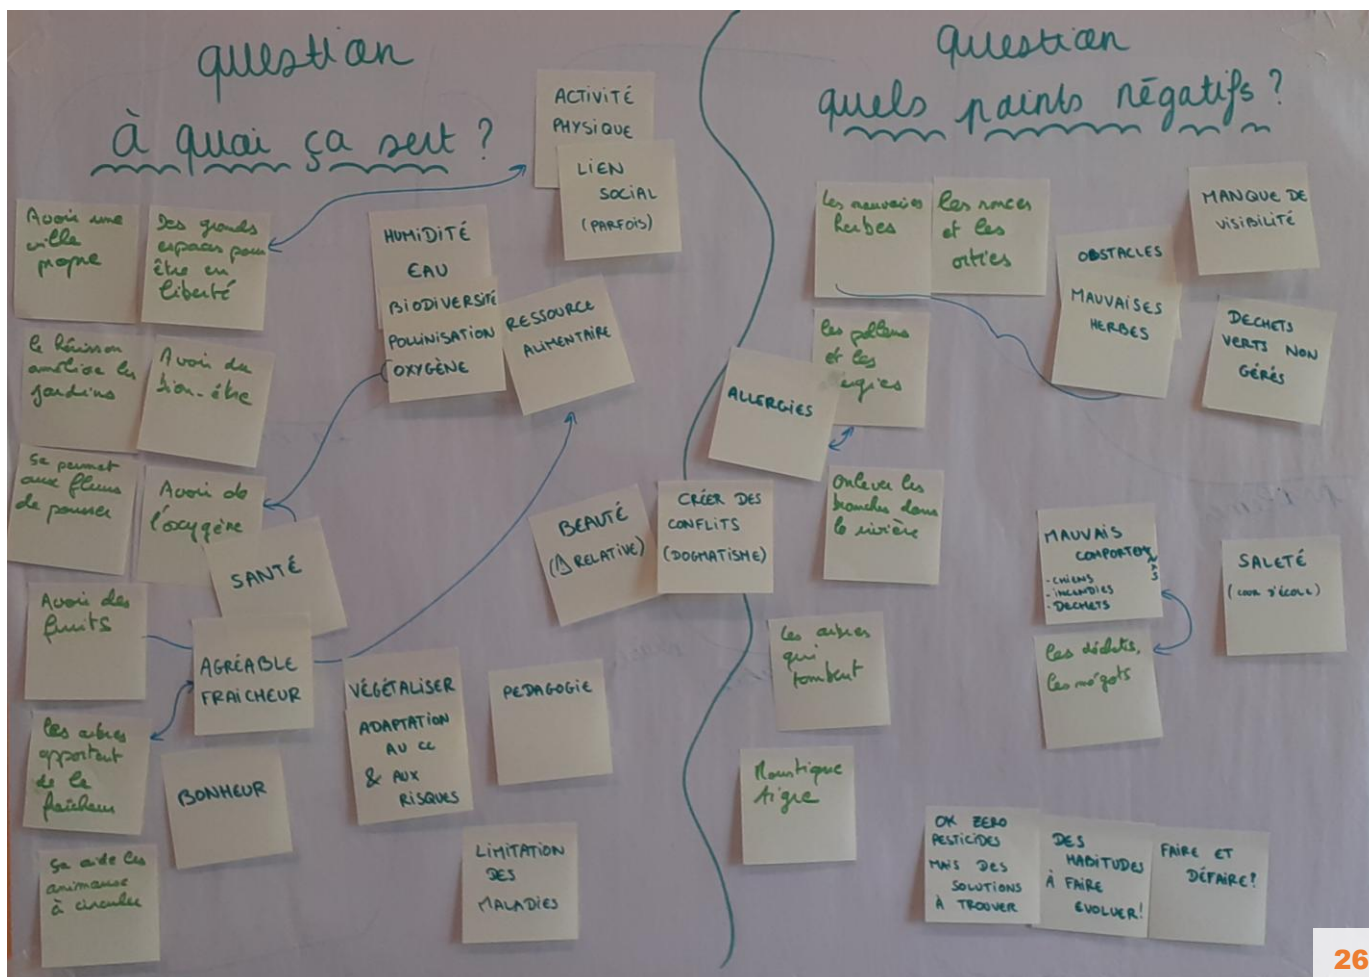 question
à quoi ça sert ?
ACTIVITÉ
PHYSIQUE
LIEN
SOCIAL
(PARFOIS)
Avoir une
ville
propre
Des grands
espaces pour
être en
liberté
HUMIDITÉ
EAU
BIODIVERSITÉ
POLLINISATION
OXYGÈNE
RESSOURCE
ALIMENTAIRE
le hérisson
améliore les
jardins
Avoir du
bien-être
Sa permet
aux fleurs
de pousser
Avoir de
l'oxygène
SANTÉ
BEAUTÉ
(⚠ RELATIVE)
CRÉER DES
CONFLITS
(DOGMATISME)
Avoir des
fruits
AGRÉABLE
FRAICHEUR
VÉGÉTALISER
ADAPTATION
AU CC
& AUX
RISQUES
PEDAGOGIE
Les arbres
apportent
de la
fraîcheur
BONHEUR
LIMITATION
DES
MALADIES
Sa aide les
animause
à circuler
question
quels points négatifs ?
Les mauvaises
herbes
Les ronces
et les
orties
OBSTACLES
MAUVAISES
HERBES
MANQUE DE
VISIBILITÉ
DECHETS
VERTS NON
GÉRÉS
ALLERGIES
Les pollens
et les
Enlever les
branches dans
la rivière
MAUVAIS
COMPORTEMENTS
- CHIENS
- INCENDIES
- DECHETS
SALETÉ
(COUR D'ÉCOLE)
Les déchets,
les mégots
Les arbres
qui
tombent
Moustique
tigre
OK ZERO
PESTICIDES
MAIS DES
SOLUTIONS
À TROUVER
DES
HABITUDES
À FAIRE
EVOLUER!
FAIRE ET
DÉFAIRE!
26